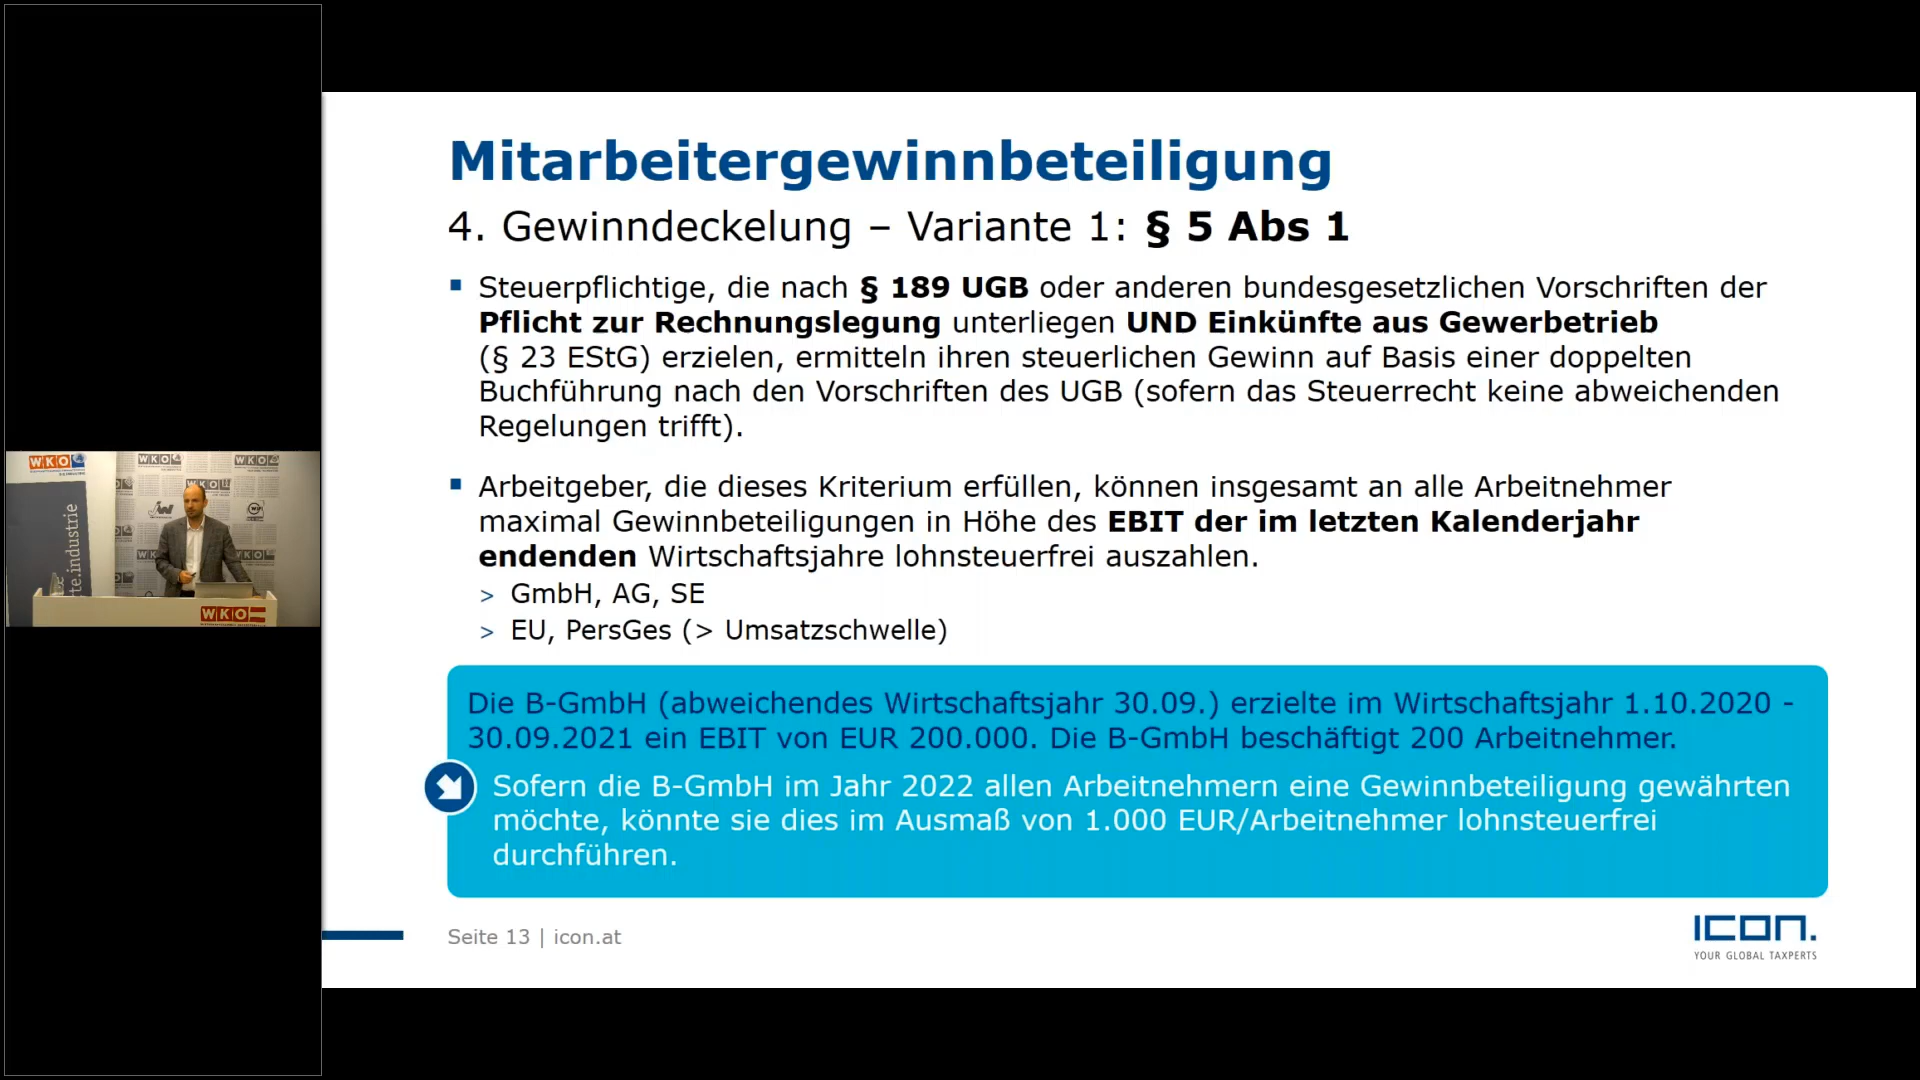 Mitarbeitergewinnbeteiligung
4. Gewinndeckelung – Variante 1: § 5 Abs 1
▪ Steuerpflichtige, die nach § 189 UGB oder anderen bundesgesetzlichen Vorschriften der
Pflicht zur Rechnungslegung unterliegen UND Einkünfte aus Gewerbetrieb
(§ 23 EStG) erzielen, ermitteln ihren steuerlichen Gewinn auf Basis einer doppelten
Buchführung nach den Vorschriften des UGB (sofern das Steuerrecht keine abweichenden
Regelungen trifft).
▪ Arbeitgeber, die dieses Kriterium erfüllen, können insgesamt an alle Arbeitnehmer
maximal Gewinnbeteiligungen in Höhe des EBIT der im letzten Kalenderjahr
endenden Wirtschaftsjahre lohnsteuerfrei auszahlen.
> GmbH, AG, SE
> EU, PersGes (> Umsatzschwelle)
Die B-GmbH (abweichendes Wirtschaftsjahr 30.09.) erzielte im Wirtschaftsjahr 1.10.2020 -
30.09.2021 ein EBIT von EUR 200.000. Die B-GmbH beschäftigt 200 Arbeitnehmer.
Sofern die B-GmbH im Jahr 2022 allen Arbeitnehmern eine Gewinnbeteiligung gewährten
möchte, könnte sie dies im Ausmaß von 1.000 EUR/Arbeitnehmer lohnsteuerfrei
durchführen.
Seite 13 | icon.at
ICON.
YOUR GLOBAL TAXPERTS
WKO
WKO
WKO
WKO
WKO
WKO
te.industrie
WKO